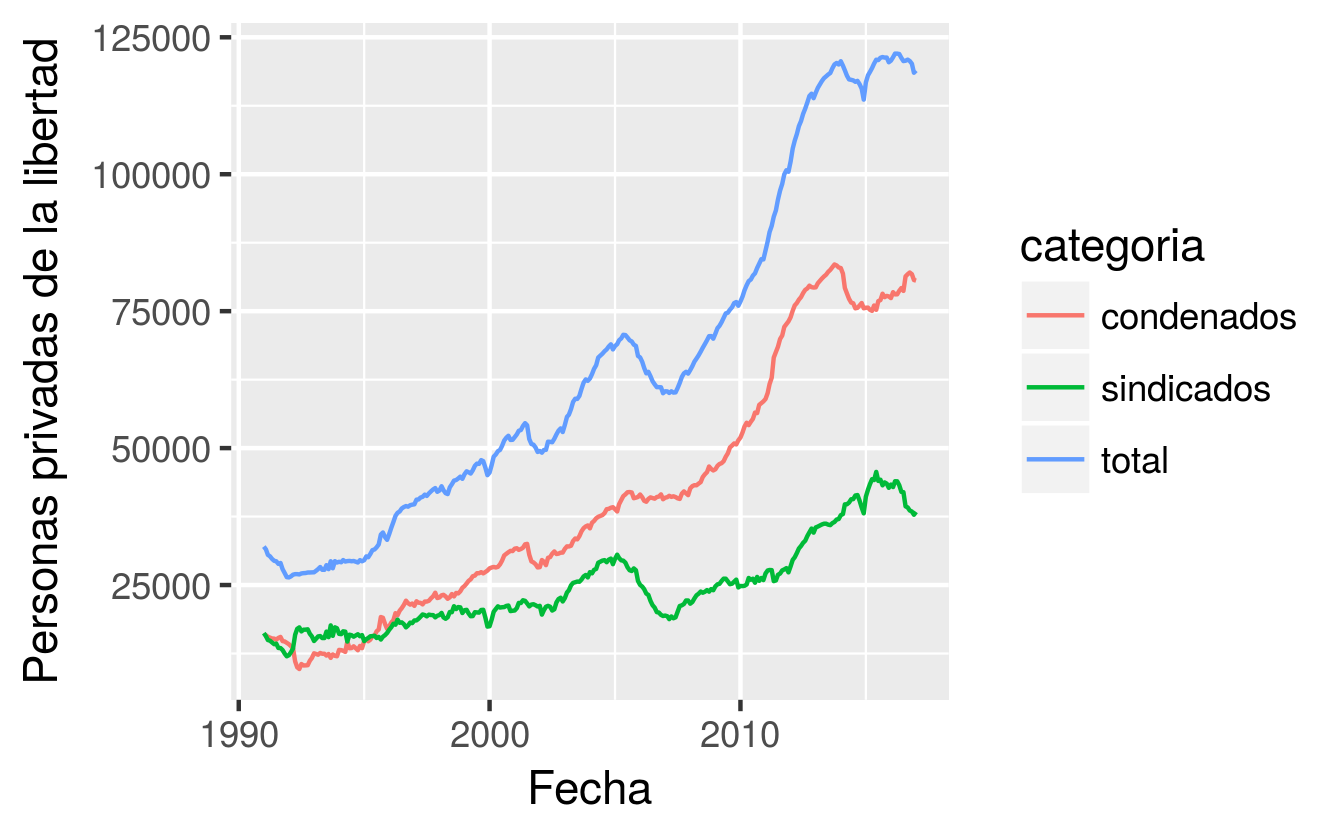 Personas privadas de la libertad
125000
100000
75000
50000
25000
1990 2000 2010
Fecha
categoria
condenados
sindicados
total